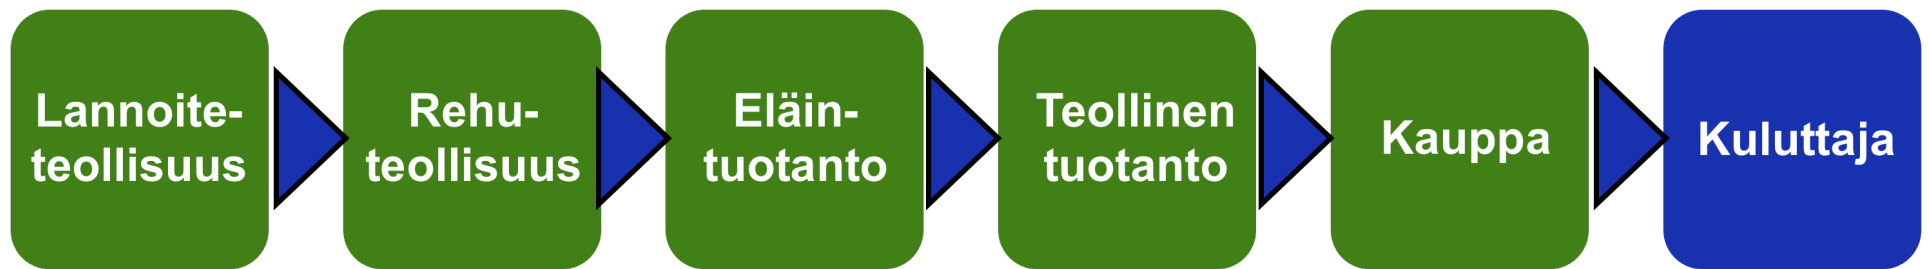 Lannoite-
teollisuus
Rehu-
teollisuus
Eläin-
tuotanto
Teollinen
tuotanto
Kauppa
Kuluttaja